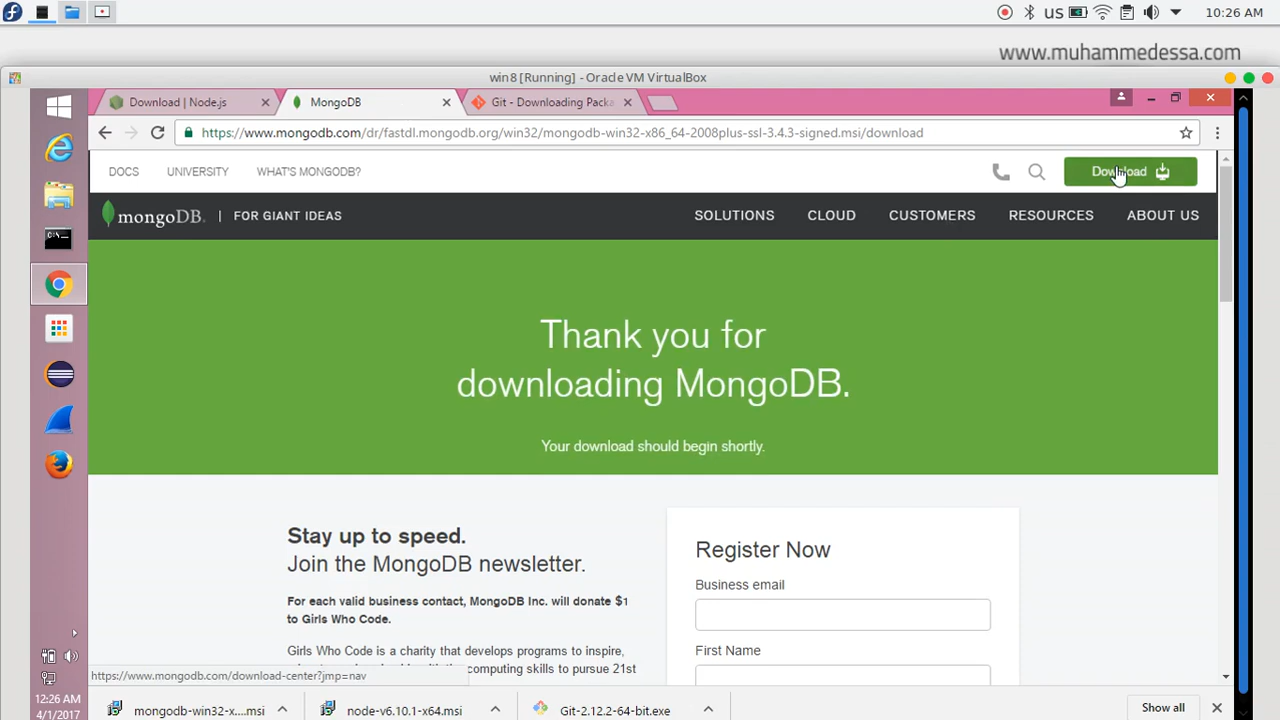 us
10:26 AM
www.muhammedessa.com
win8 [Running] - Oracle VM VirtualBox
Download | Node.js
MongoDB
Git - Downloading Packa
https://www.mongodb.com/dr/fastdl.mongodb.org/win32/mongodb-win32-x86_64-2008plus-ssl-3.4.3-signed.msi/download
DOCS
UNIVERSITY
WHAT'S MONGODB?
Download
mongoDB.
FOR GIANT IDEAS
SOLUTIONS
CLOUD
CUSTOMERS
RESOURCES
ABOUT US
Thank you for
downloading MongoDB.
Your download should begin shortly.
Stay up to speed.
Join the MongoDB newsletter.
For each valid business contact, MongoDB Inc. will donate $1
to Girls Who Code.
Girls Who Code is a charity that develops programs to inspire,
computing skills to pursue 21st
Register Now
Business email
First Name
https://www.mongodb.com/download-center?jmp=nav
12:26 AM
4/1/2017
mongodb-win32-x....msi
node-v6.10.1-x64.msi
Git-2.12.2-64-bit.exe
Show all